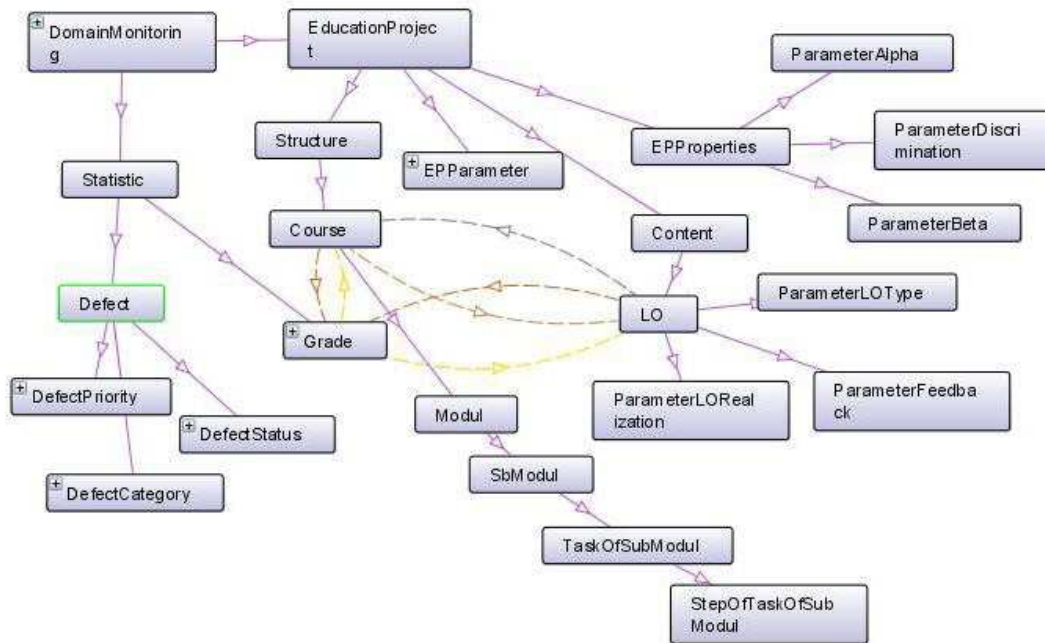 DomainMonitorin
g
EducationProjec
t
ParameterAlpha
Structure
EPProperties
ParameterDiscri
mination
Statistic
EPParameter
Course
Content
ParameterBeta
Defect
LO
ParameterLOType
Grade
DefectPriority
Modul
ParameterLOReal
ization
ParameterFeedba
ck
DefectStatus
SbModul
DefectCategory
TaskOfSubModul
StepOfTaskOfSub
Modul